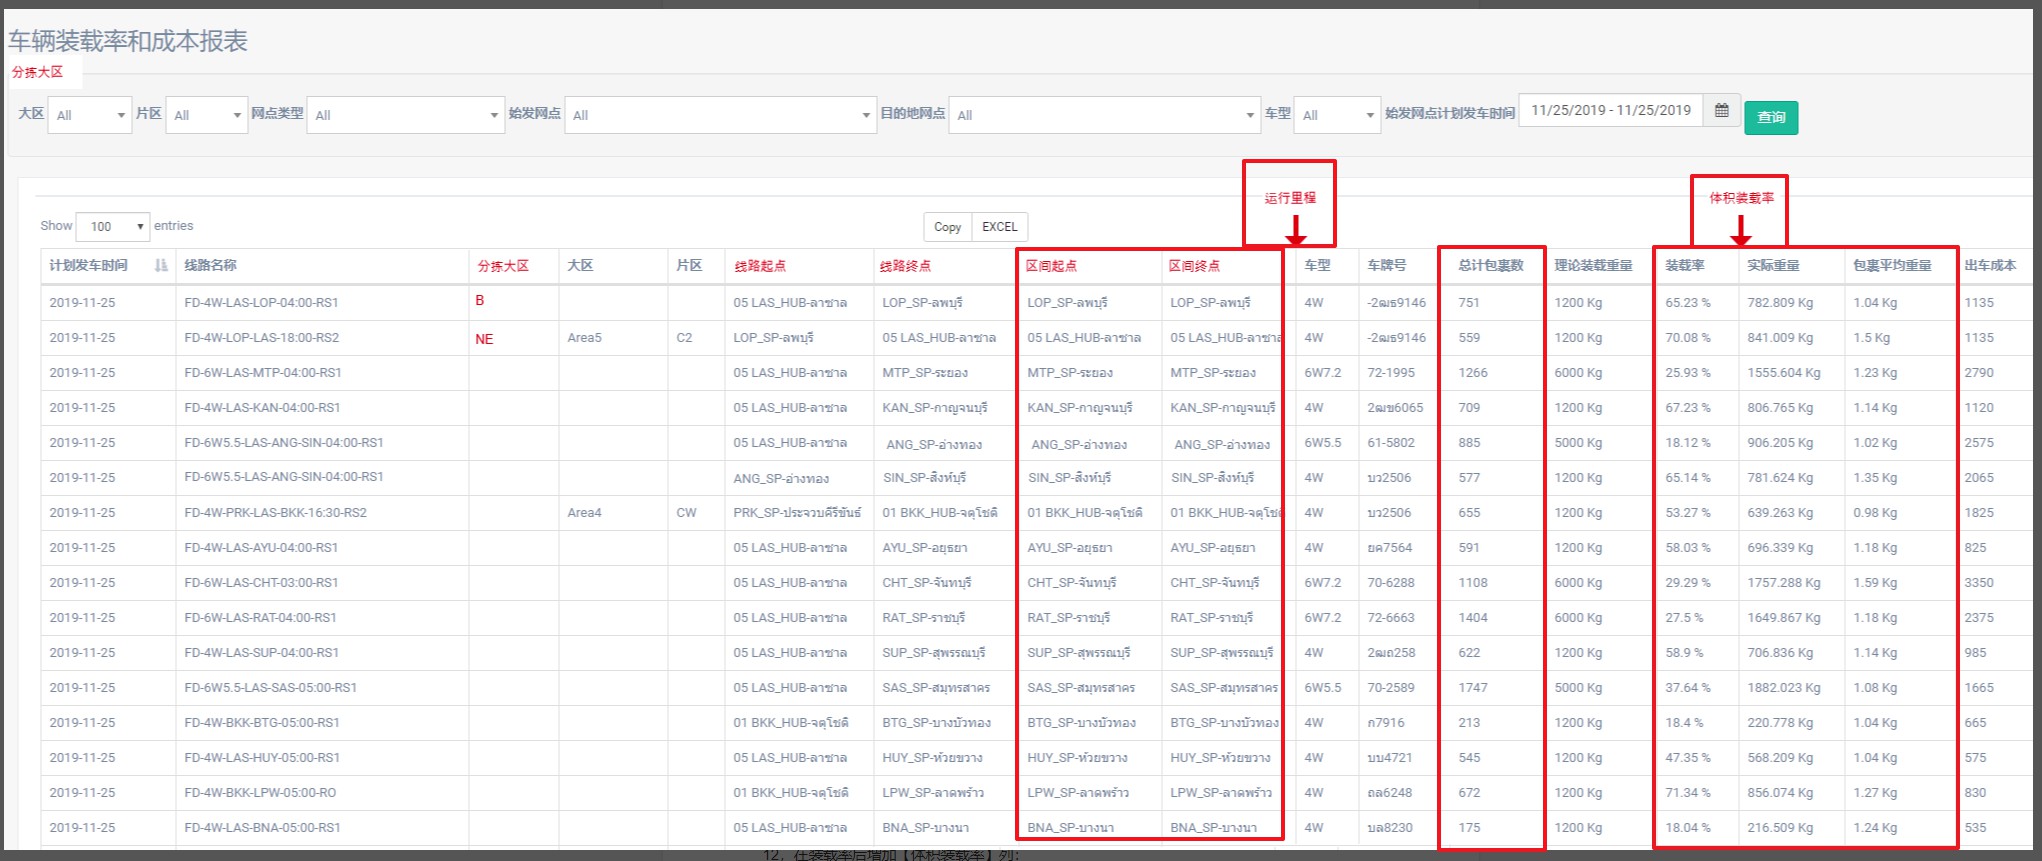 车辆装载率和成本报表
分拣大区
大区 All 片区 All 网点类型 All 始发网点 All 目的地网点 All 车型 All 始发网点计划发车时间 11/25/2019 - 11/25/2019 查询
运行里程 体积装载率
Show 100 entries Copy EXCEL
计划发车时间 线路名称 分拣大区 大区 片区 线路起点 线路终点 区间起点 区间终点 车型 车牌号 总计包裹数 理论装载重量 装载率 实际重量 包裹平均重量 出车成本
2019-11-25 FD-4W-LAS-LOP-04:00-RS1 B 05 LAS_HUB-ลาซาล LOP_SP-ลพบุรี LOP_SP-ลพบุรี LOP_SP-ลพบุรี 4W -2ฒธ9146 751 1200 Kg 65.23 % 782.809 Kg 1.04 Kg 1135
2019-11-25 FD-4W-LOP-LAS-18:00-RS2 NE Area5 C2 LOP_SP-ลพบุรี 05 LAS_HUB-ลาซาล 05 LAS_HUB-ลาซาล 05 LAS_HUB-ลาซาล 4W -2ฒธ9146 559 1200 Kg 70.08 % 841.009 Kg 1.5 Kg 1135
2019-11-25 FD-6W-LAS-MTP-04:00-RS1 05 LAS_HUB-ลาซาล MTP_SP-ระยอง MTP_SP-ระยอง MTP_SP-ระยอง 6W7.2 72-1995 1266 6000 Kg 25.93 % 1555.604 Kg 1.23 Kg 2790
2019-11-25 FD-4W-LAS-KAN-04:00-RS1 05 LAS_HUB-ลาซาล KAN_SP-กาญจนบุรี KAN_SP-กาญจนบุรี KAN_SP-กาญจนบุรี 4W 2ฒฃ6065 709 1200 Kg 67.23 % 806.765 Kg 1.14 Kg 1120
2019-11-25 FD-6W5.5-LAS-ANG-SIN-04:00-RS1 05 LAS_HUB-ลาซาล ANG_SP-อ่างทอง ANG_SP-อ่างทอง ANG_SP-อ่างทอง 6W5.5 61-5802 885 5000 Kg 18.12 % 906.205 Kg 1.02 Kg 2575
2019-11-25 FD-6W5.5-LAS-ANG-SIN-04:00-RS1 ANG_SP-อ่างทอง SIN_SP-สิงห์บุรี SIN_SP-สิงห์บุรี SIN_SP-สิงห์บุรี 4W บว2506 577 1200 Kg 65.14 % 781.624 Kg 1.35 Kg 2065
2019-11-25 FD-4W-PRK-LAS-BKK-16:30-RS2 Area4 CW PRK_SP-ประจวบคีรีขันธ์ 01 BKK_HUB-จตุโชติ 01 BKK_HUB-จตุโชติ 01 BKK_HUB-จตุโชติ 4W บว2506 655 1200 Kg 53.27 % 639.263 Kg 0.98 Kg 1825
2019-11-25 FD-4W-LAS-AYU-04:00-RS1 05 LAS_HUB-ลาซาล AYU_SP-อยุธยา AYU_SP-อยุธยา AYU_SP-อยุธยา 4W ยค7564 591 1200 Kg 58.03 % 696.339 Kg 1.18 Kg 825
2019-11-25 FD-6W-LAS-CHT-03:00-RS1 05 LAS_HUB-ลาซาล CHT_SP-จันทบุรี CHT_SP-จันทบุรี CHT_SP-จันทบุรี 6W7.2 70-6288 1108 6000 Kg 29.29 % 1757.288 Kg 1.59 Kg 3350
2019-11-25 FD-6W-LAS-RAT-04:00-RS1 05 LAS_HUB-ลาซาล RAT_SP-ราชบุรี RAT_SP-ราชบุรี RAT_SP-ราชบุรี 6W7.2 72-6663 1404 6000 Kg 27.5 % 1649.867 Kg 1.18 Kg 2375
2019-11-25 FD-4W-LAS-SUP-04:00-RS1 05 LAS_HUB-ลาซาล SUP_SP-สุพรรณบุรี SUP_SP-สุพรรณบุรี SUP_SP-สุพรรณบุรี 4W 2ฒถ258 622 1200 Kg 58.9 % 706.836 Kg 1.14 Kg 985
2019-11-25 FD-6W5.5-LAS-SAS-05:00-RS1 05 LAS_HUB-ลาซาล SAS_SP-สมุทรสาคร SAS_SP-สมุทรสาคร SAS_SP-สมุทรสาคร 6W5.5 70-2589 1747 5000 Kg 37.64 % 1882.023 Kg 1.08 Kg 1665
2019-11-25 FD-4W-BKK-BTG-05:00-RS1 01 BKK_HUB-จตุโชติ BTG_SP-บางบัวทอง BTG_SP-บางบัวทอง BTG_SP-บางบัวทอง 4W ก7916 213 1200 Kg 18.4 % 220.778 Kg 1.04 Kg 665
2019-11-25 FD-4W-LAS-HUY-05:00-RS1 05 LAS_HUB-ลาซาล HUY_SP-ห้วยขวาง HUY_SP-ห้วยขวาง HUY_SP-ห้วยขวาง 4W บบ4721 545 1200 Kg 47.35 % 568.209 Kg 1.04 Kg 575
2019-11-25 FD-4W-BKK-LPW-05:00-RO 01 BKK_HUB-จตุโชติ LPW_SP-ลาดพร้าว LPW_SP-ลาดพร้าว LPW_SP-ลาดพร้าว 4W ถล6248 672 1200 Kg 71.34 % 856.074 Kg 1.27 Kg 830
2019-11-25 FD-4W-LAS-BNA-05:00-RS1 05 LAS_HUB-ลาซาล BNA_SP-บางนา BNA_SP-บางนา BNA_SP-บางนา 4W บล8230 175 1200 Kg 18.04 % 216.509 Kg 1.24 Kg 535
12、在装载率后增加【体积装载率】列；